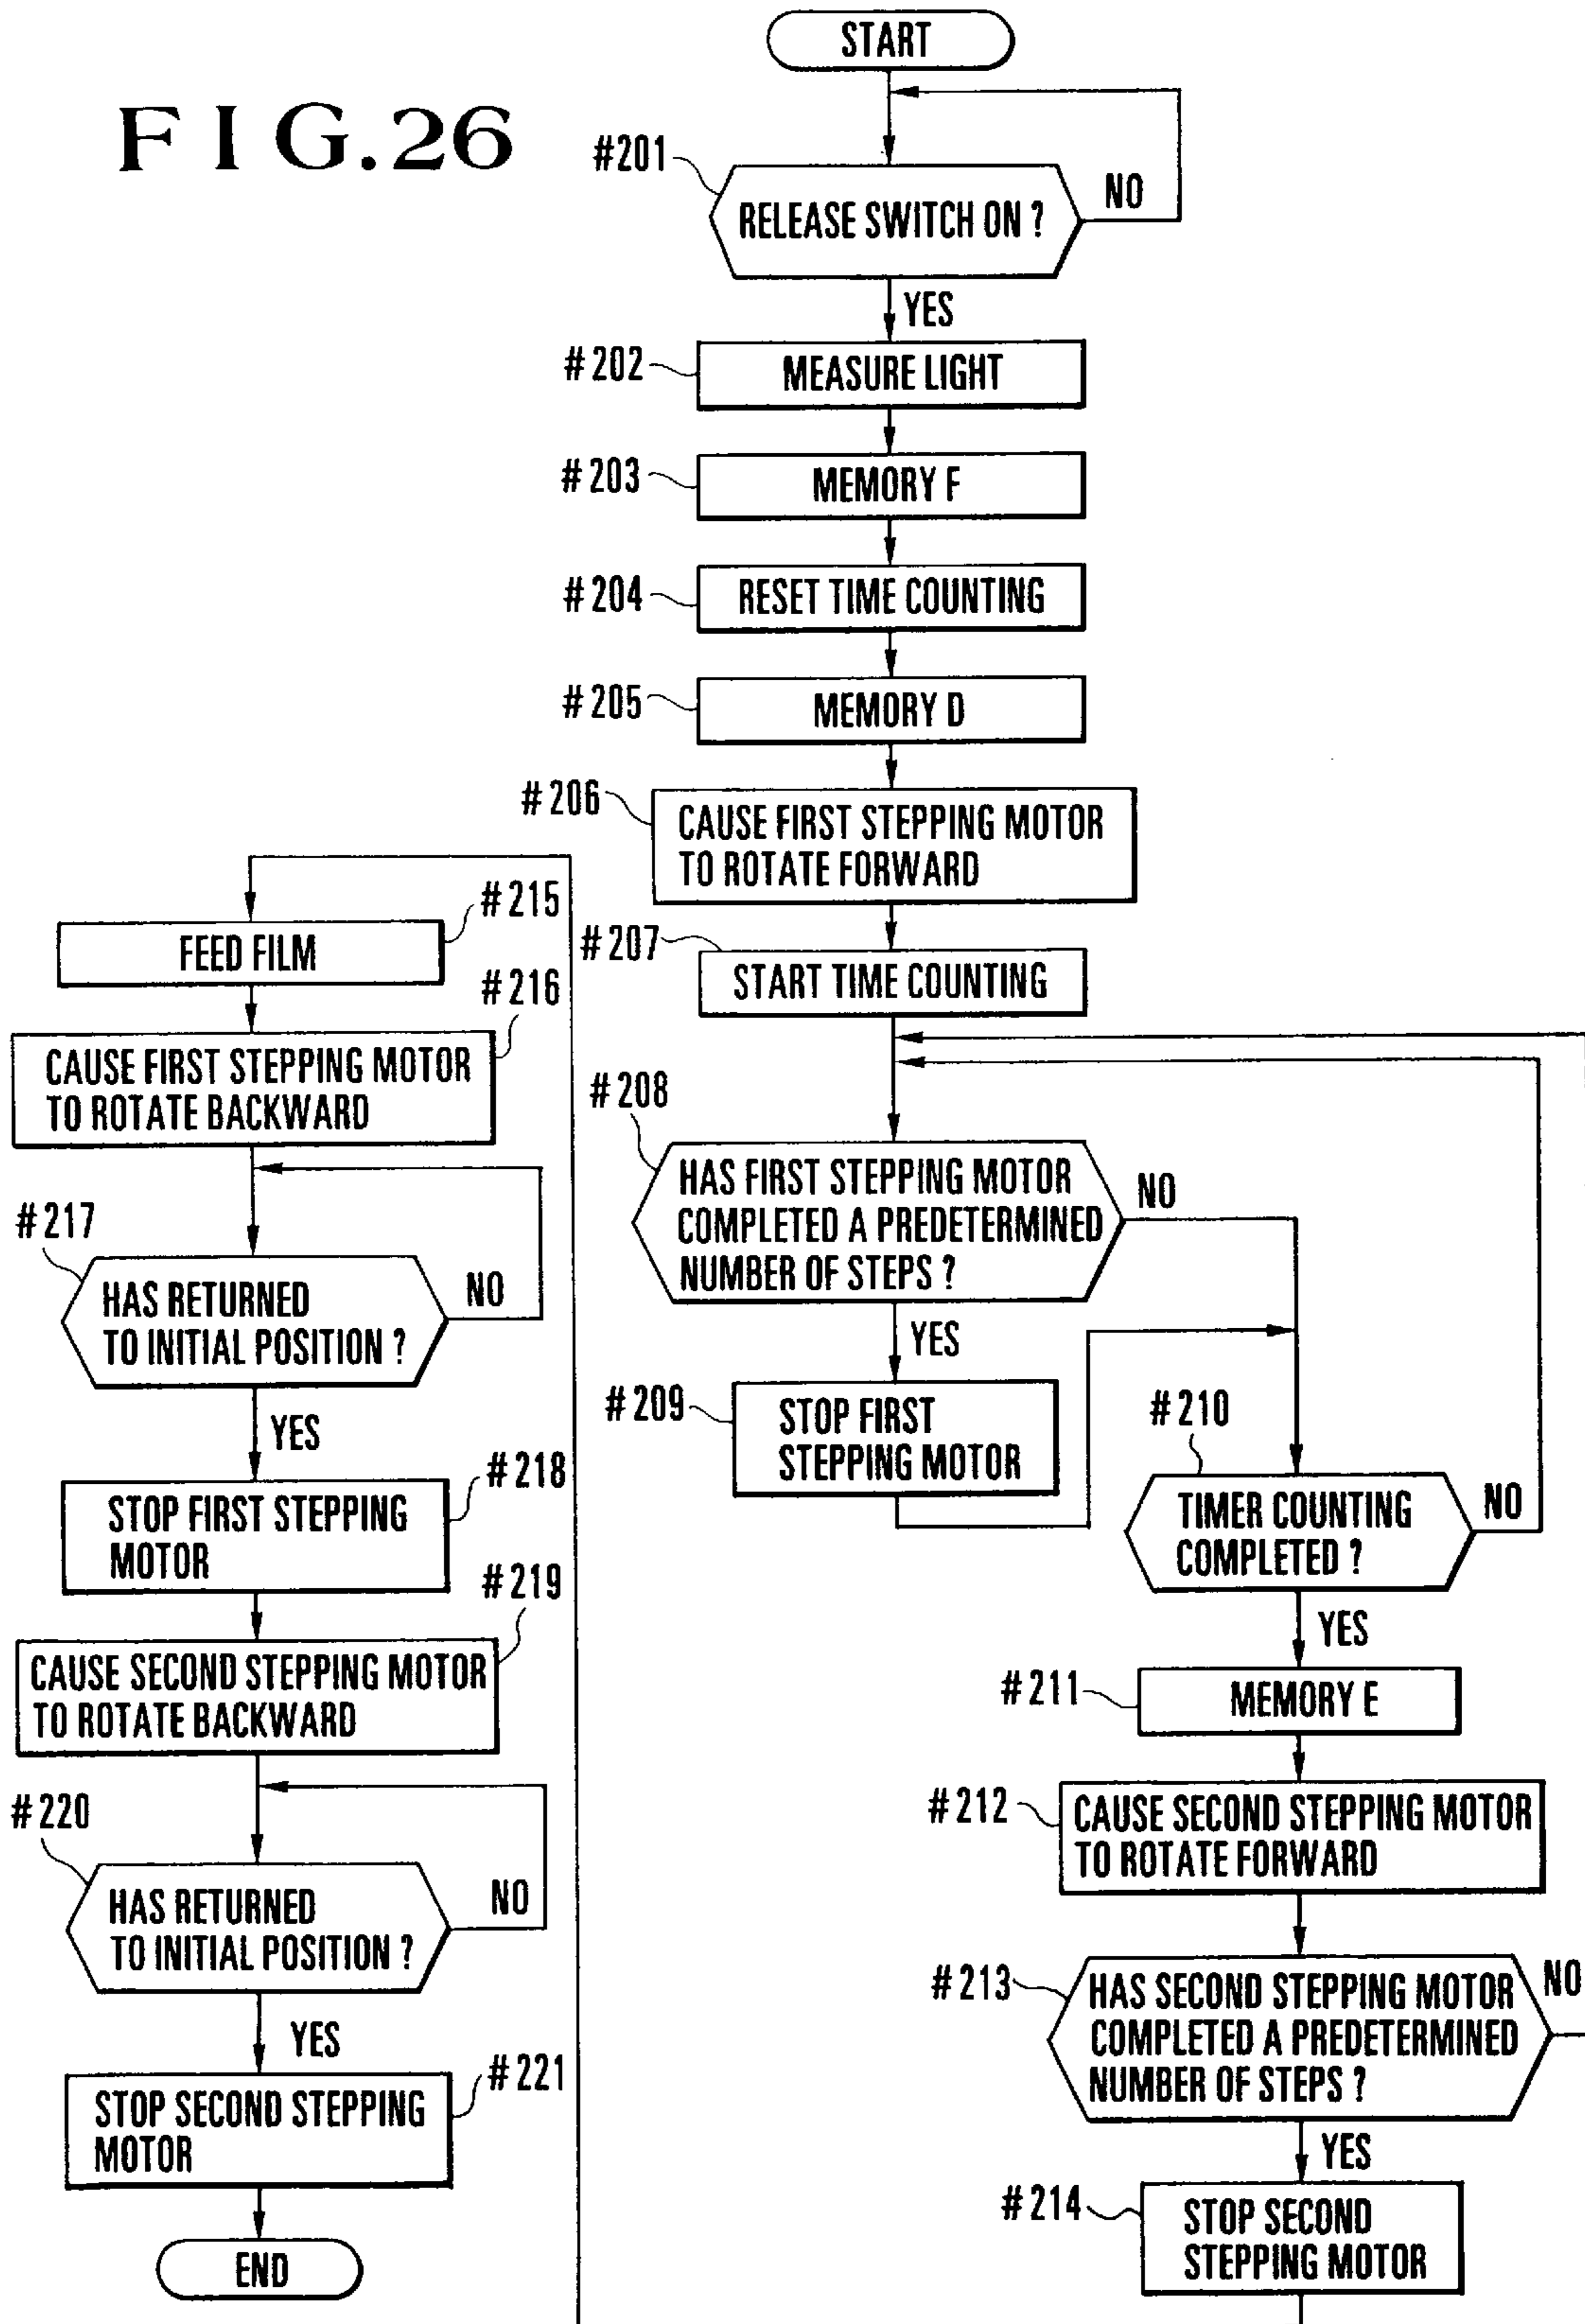 FIG.26
START
#201
RELEASE SWITCH ON ?
NO
YES
#202
MEASURE LIGHT
#203
MEMORY F
#204
RESET TIME COUNTING
#205
MEMORY D
#206
CAUSE FIRST STEPPING MOTOR
TO ROTATE FORWARD
#207
START TIME COUNTING
#208
HAS FIRST STEPPING MOTOR
COMPLETED A PREDETERMINED
NUMBER OF STEPS ?
NO
YES
#209
STOP FIRST
STEPPING MOTOR
#210
TIMER COUNTING
COMPLETED ?
NO
YES
#211
MEMORY E
#212
CAUSE SECOND STEPPING MOTOR
TO ROTATE FORWARD
#213
HAS SECOND STEPPING MOTOR
COMPLETED A PREDETERMINED
NUMBER OF STEPS ?
NO
YES
#214
STOP SECOND
STEPPING MOTOR
#215
FEED FILM
#216
CAUSE FIRST STEPPING MOTOR
TO ROTATE BACKWARD
#217
HAS RETURNED
TO INITIAL POSITION ?
NO
YES
#218
STOP FIRST STEPPING
MOTOR
#219
CAUSE SECOND STEPPING MOTOR
TO ROTATE BACKWARD
#220
HAS RETURNED
TO INITIAL POSITION ?
NO
YES
#221
STOP SECOND STEPPING
MOTOR
END